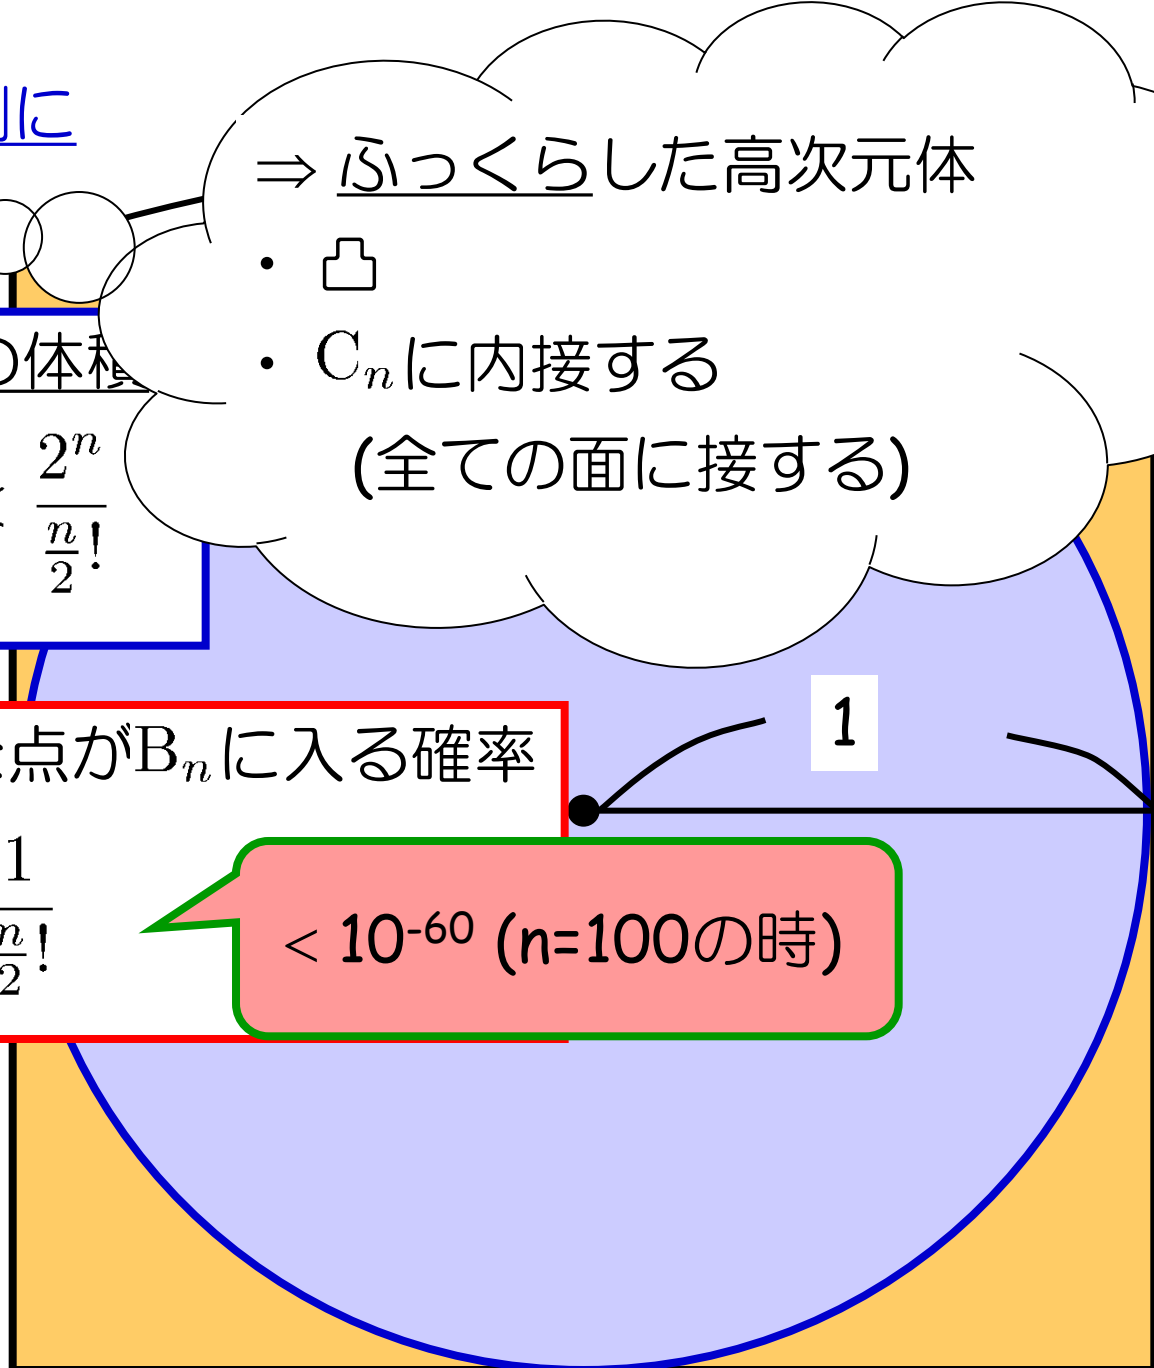 に
⇒ ふっくらした高次元体
• 凸
• Cₙに内接する
(全ての面に接する)
の体積
2ⁿ
n/2!
1
点がBₙに入る確率
1
n/2!
< 10⁻⁶⁰ (n=100の時)